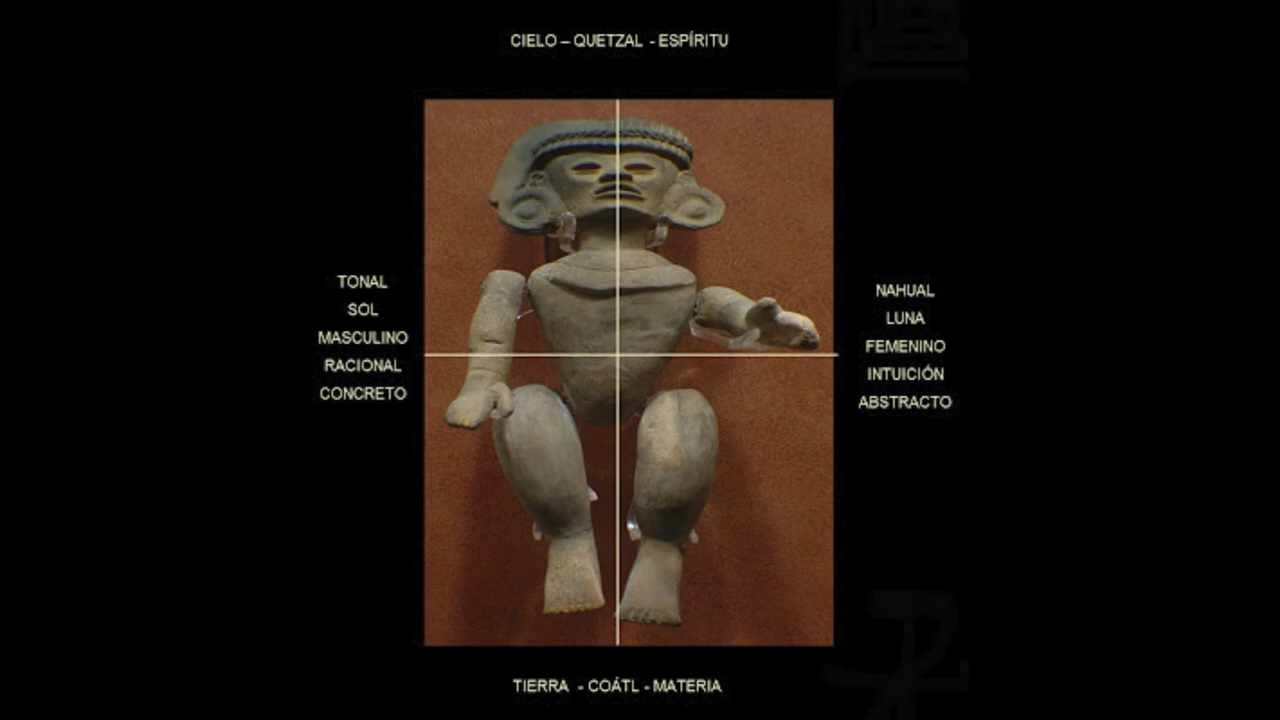 CIELO – QUETZAL - ESPÍRITU
TONAL
SOL
MASCULINO
RACIONAL
CONCRETO
NAHUAL
LUNA
FEMENINO
INTUICIÓN
ABSTRACTO
TIERRA - COÁTL - MATERIA